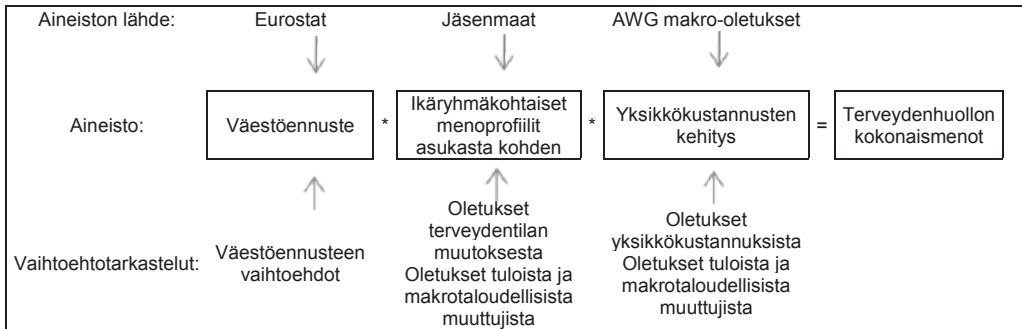 Aineiston lähde: Eurostat Jäsenmaat AWG makro-oletukset
Aineisto: Väestöennuste * Ikäryhmäkohtaiset menoprofiilit asukasta kohden * Yksikkökustannusten kehitys = Terveydenhuollon kokonaismenot
Vaihtoehtotarkastelut:
Väestöennusteen
vaihtoehdot
Oletukset
terveydentilan
muutoksesta
Oletukset tuloista ja
makrotaloudellisista
muuttujista
Oletukset
yksikkökustannuksista
Oletukset tuloista ja
makrotaloudellisista
muuttujista